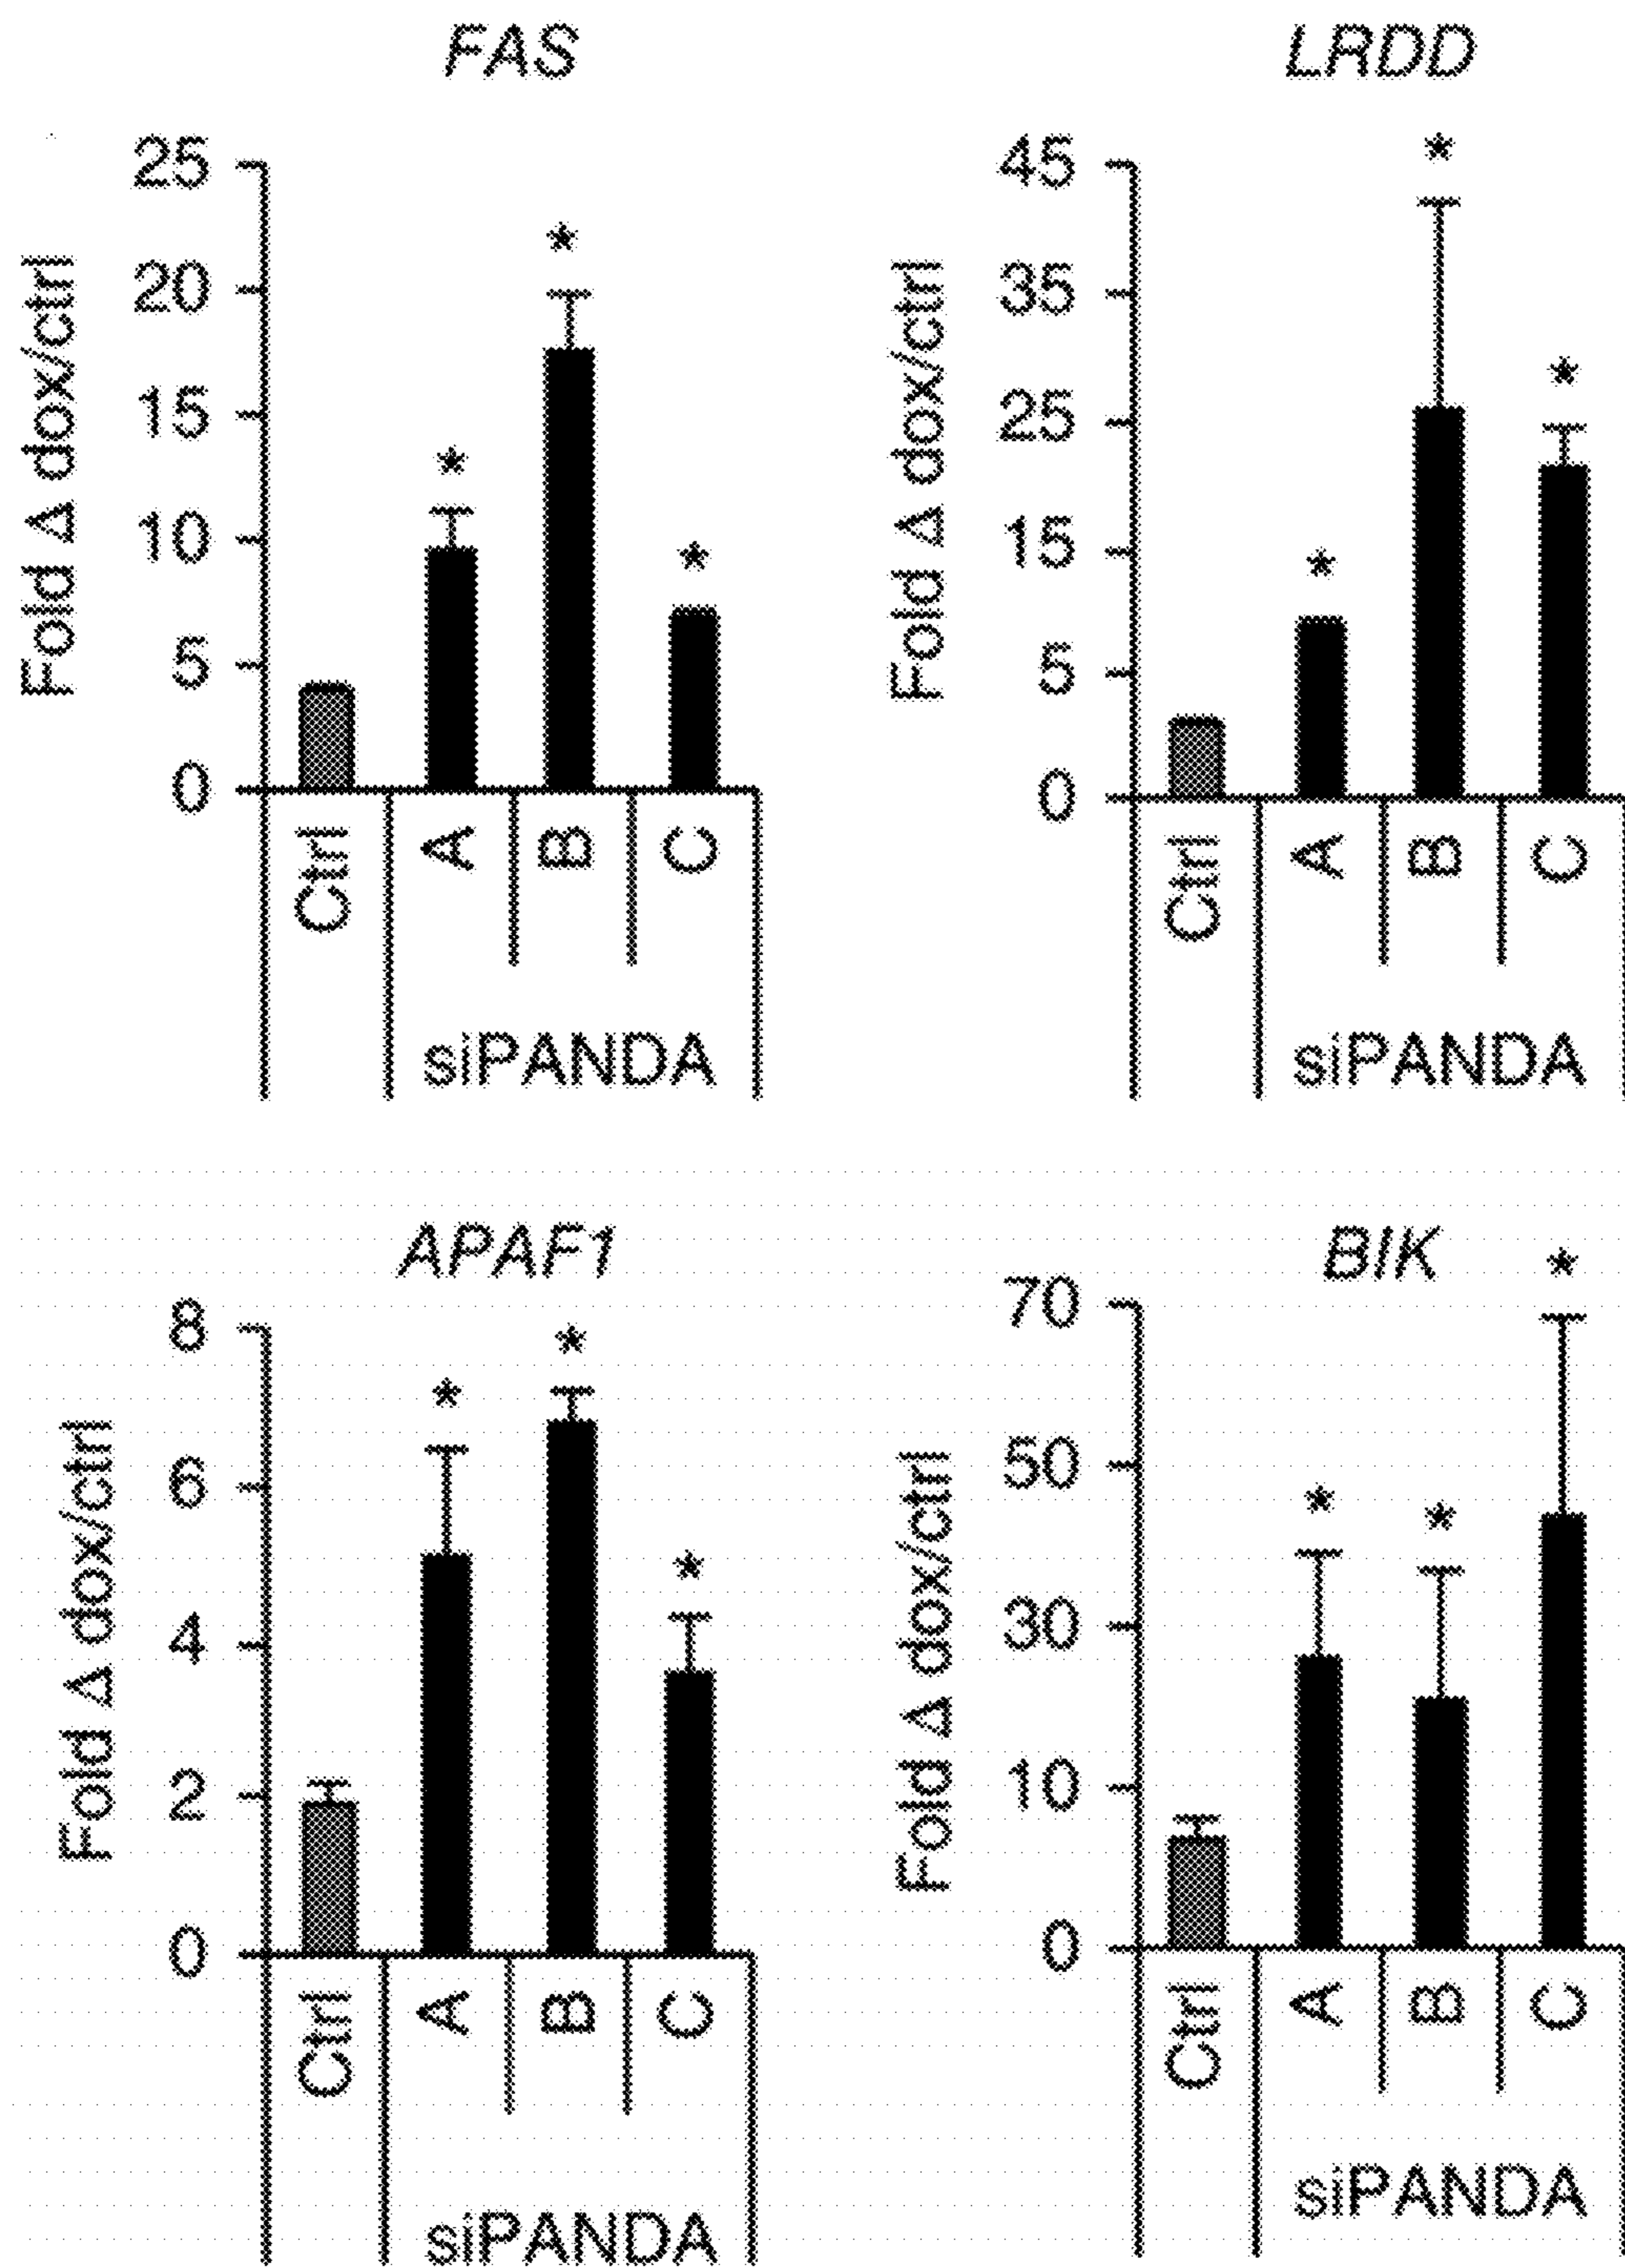 FAS
Fold Δ dox/ctrl
25
20
15
10
5
0
*
*
*
Ctrl
A
B
C
siPANDA
LRDD
Fold Δ dox/ctrl
45
35
25
15
5
0
*
*
*
Ctrl
A
B
C
siPANDA
APAF1
Fold Δ dox/ctrl
8
6
4
2
0
*
*
*
Ctrl
A
B
C
siPANDA
BIK
Fold Δ dox/ctrl
70
50
30
10
0
*
*
*
Ctrl
A
B
C
siPANDA